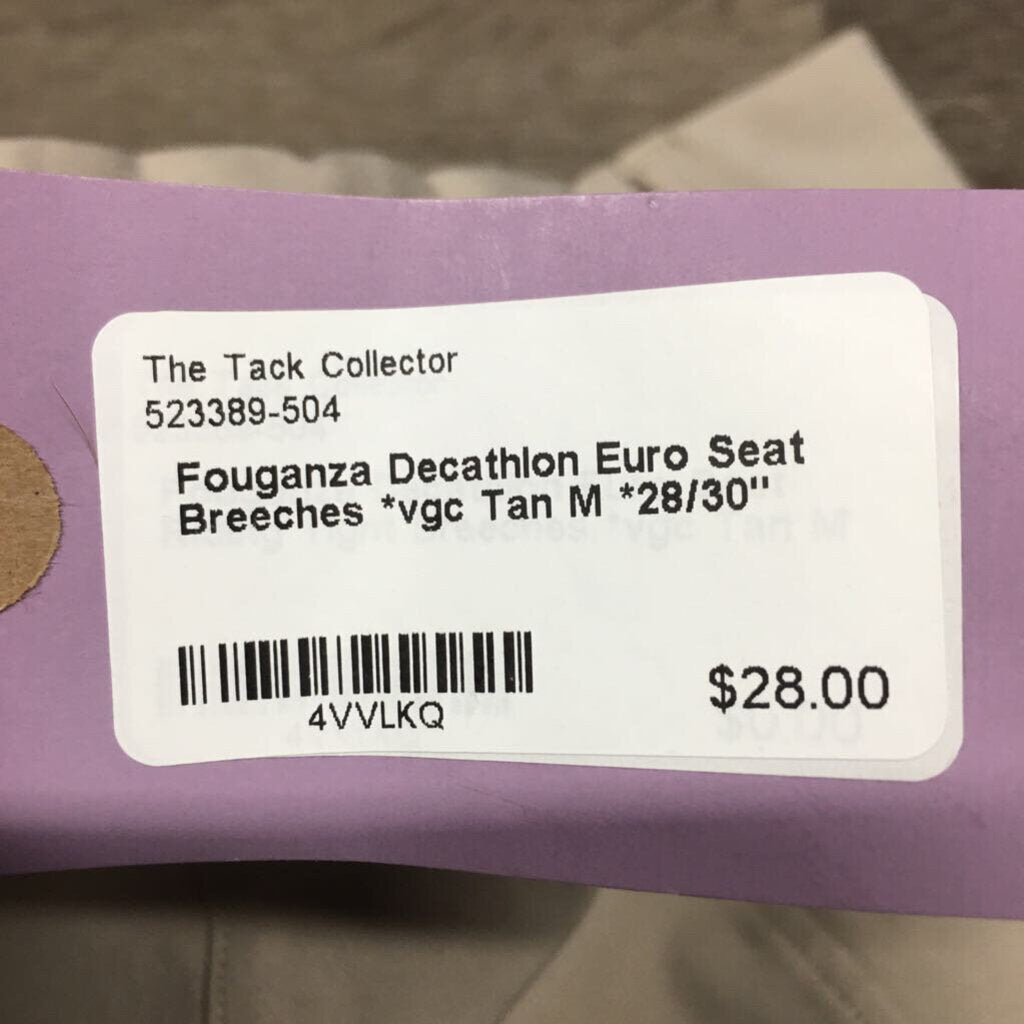 The Tack Collector
523389-504
Fouganza Decathlon Euro Seat
Breeches *vgc Tan M *28/30"
4VVLKQ
$28.00